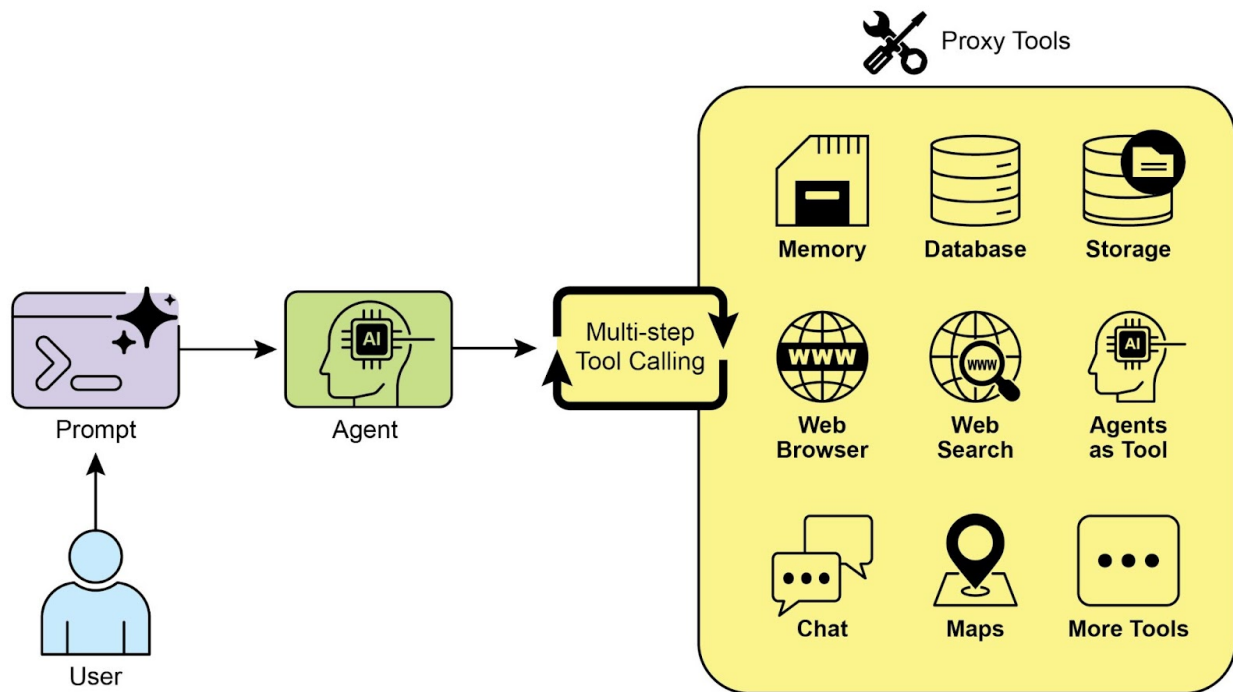 Proxy Tools
Memory
Database
Storage
Prompt
AI
Agent
Multi-step
Tool Calling
www
Web
Browser
www
Web
Search
AI
Agents
as Tool
User
Chat
Maps
More Tools